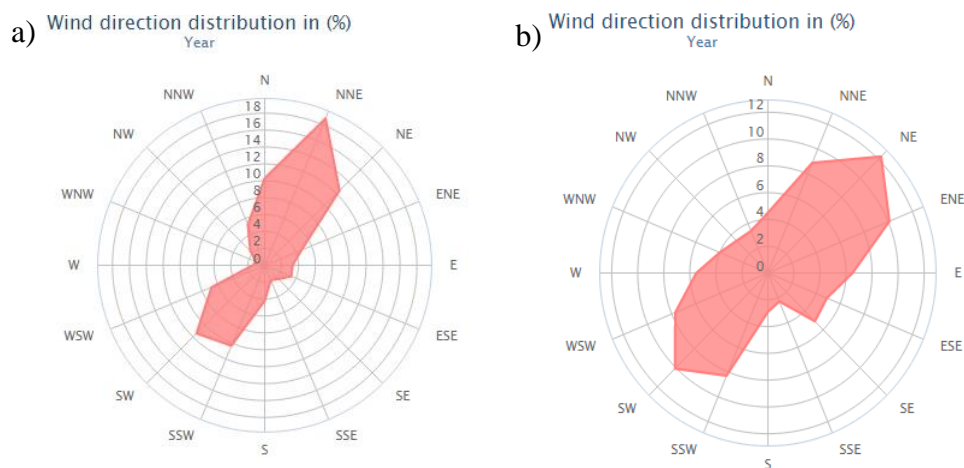 a) Wind direction distribution in (%)
Year
N
NNE
NE
ENE
E
ESE
SE
SSE
S
SSW
SW
WSW
W
WNW
NW
NNW
18
16
14
12
10
8
6
4
2
0
b) Wind direction distribution in (%)
Year
N
NNE
NE
ENE
E
ESE
SE
SSE
S
SSW
SW
WSW
W
WNW
NW
NNW
12
10
8
6
4
2
0